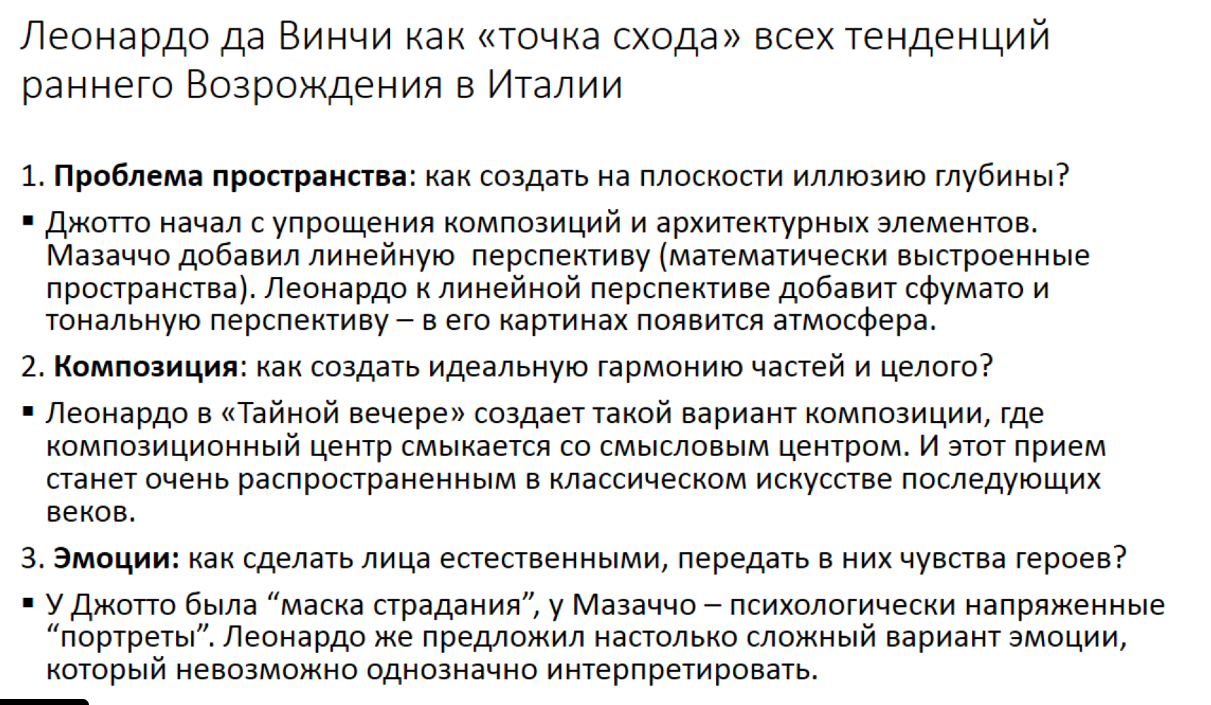 Леонардо да Винчи как «точка схода» всех тенденций
раннего Возрождения в Италии
1. Проблема пространства: как создать на плоскости иллюзию глубины?
▪ Джотто начал с упрощения композиций и архитектурных элементов.
Мазаччо добавил линейную  перспективу (математически выстроенные
пространства). Леонардо к линейной перспективе добавит сфумато и
тональную перспективу – в его картинах появится атмосфера.
2. Композиция: как создать идеальную гармонию частей и целого?
▪ Леонардо в «Тайной вечере» создает такой вариант композиции, где
композиционный центр смыкается со смысловым центром. И этот прием
станет очень распространенным в классическом искусстве последующих
веков.
3. Эмоции: как сделать лица естественными, передать в них чувства героев?
▪ У Джотто была “маска страдания”, у Мазаччо – психологически напряженные
“портреты”. Леонардо же предложил настолько сложный вариант эмоции,
который невозможно однозначно интерпретировать.